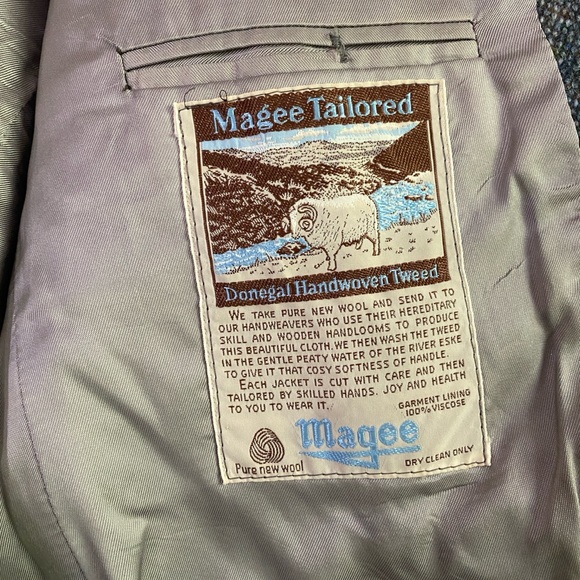 Magee Tailored
Donegal Handwoven Tweed
WE TAKE PURE NEW WOOL AND SEND IT TO
OUR HANDWEAVERS WHO USE THEIR HEREDITARY
SKILL AND WOODEN HANDLOOMS TO PRODUCE
THIS BEAUTIFUL CLOTH. WE THEN WASH THE TWEED
IN THE GENTLE PEATY WATER OF THE RIVER ESKE
TO GIVE IT THAT COSY SOFTNESS OF HANDLE.
EACH JACKET IS CUT WITH CARE AND THEN
TAILORED BY SKILLED HANDS. JOY AND HEALTH
TO YOU TO WEAR IT.
GARMENT LINING
100% VISCOSE
Magee
Pure new wool
DRY CLEAN ONLY